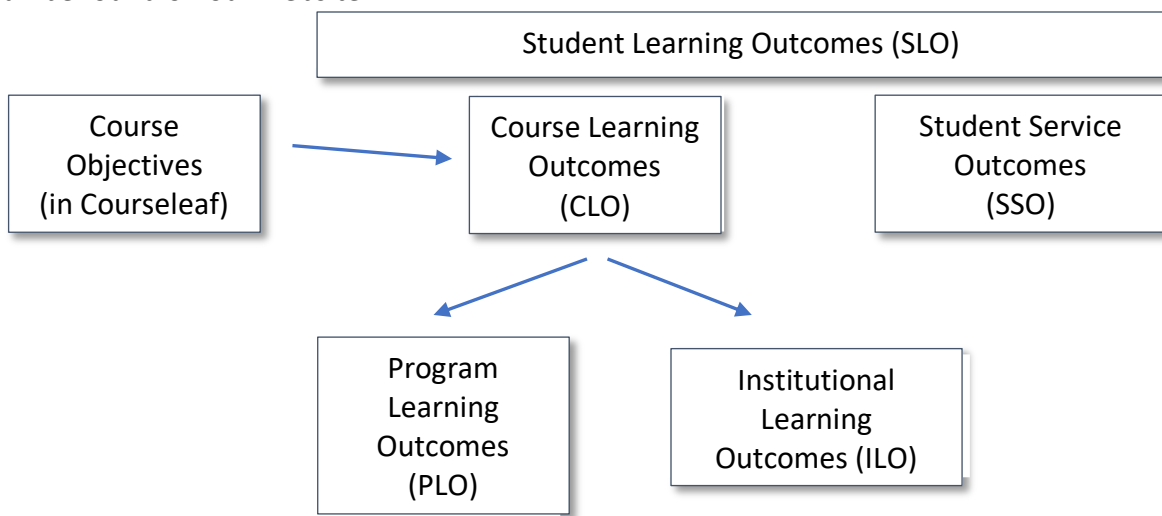 Student Learning Outcomes (SLO)
Course
Objectives
(in Courseleaf)
Course Learning
Outcomes
(CLO)
Student Service
Outcomes
(SSO)
Program
Learning
Outcomes
(PLO)
Institutional
Learning
Outcomes (ILO)